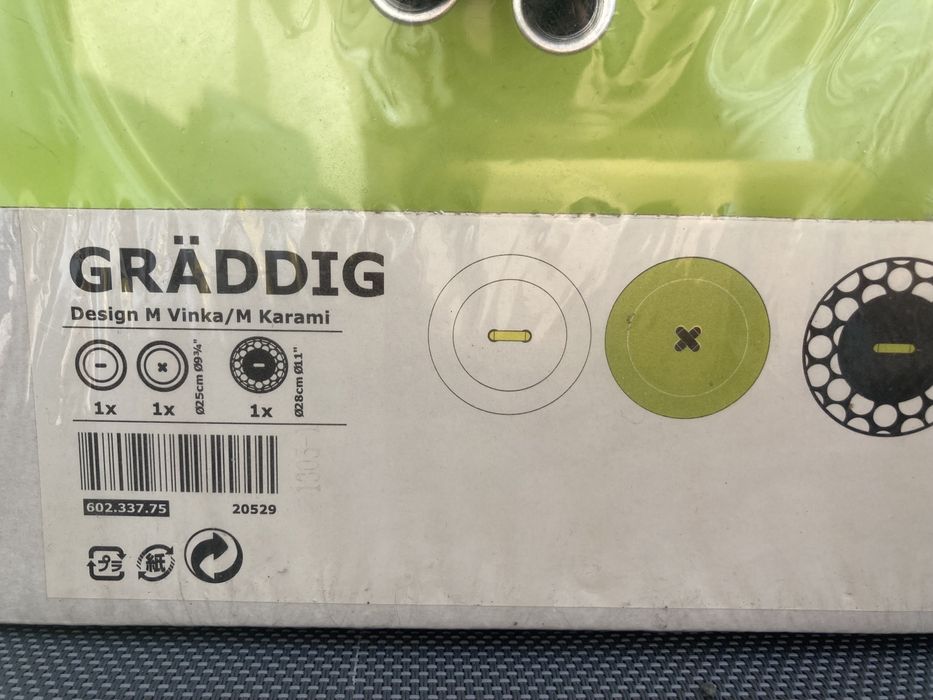 GRÄDDIG
Design M Vinka/M Karami
1x 1x Ø25cm Ø9¾" 1x Ø28cm Ø11"
1305
602.337.75 20529
プラ 紙